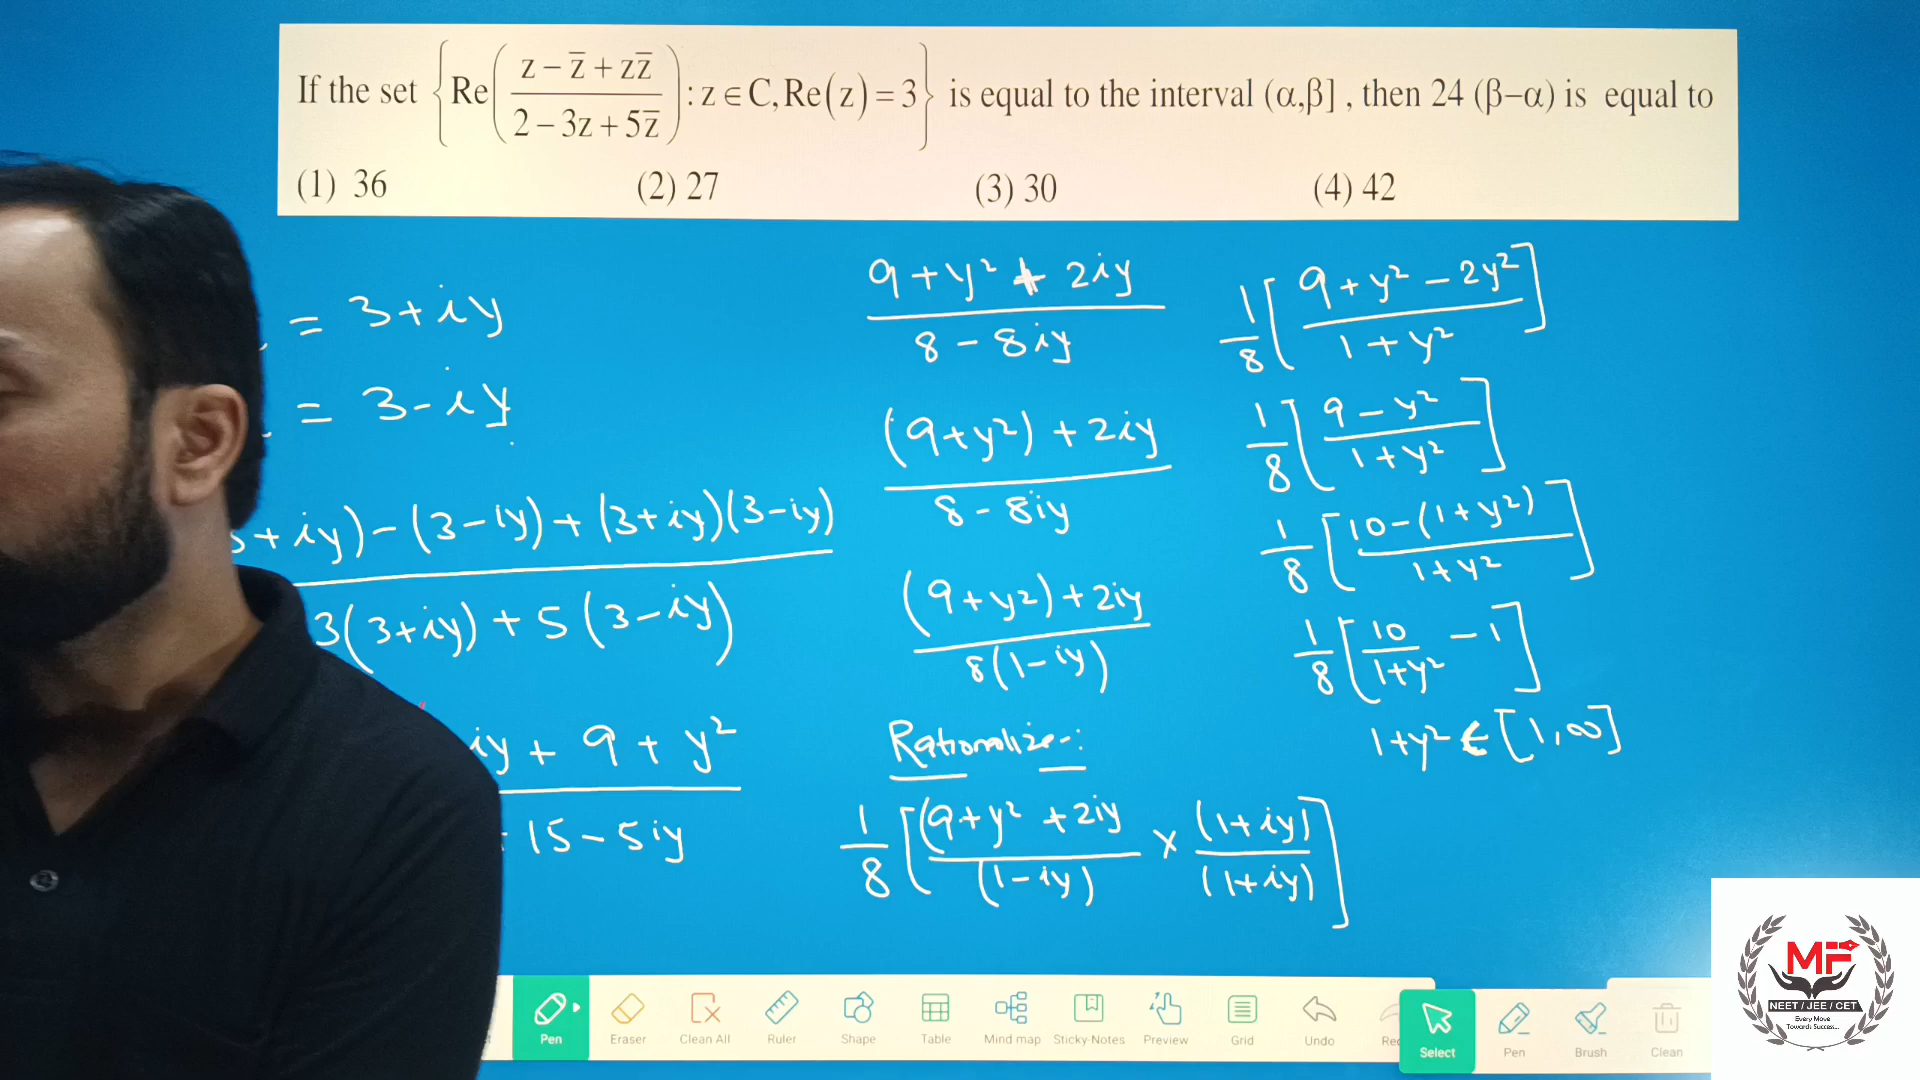 If the set {Re((z − z̄ + zz̄)/(2 − 3z + 5z̄)) : z ∈ C, Re(z) = 3} is equal to the interval (α,β] , then 24 (β−α) is equal to
(1) 36 (2) 27 (3) 30 (4) 42
= 3+iy
= 3-iy
+ iy) - (3-iy) + (3+iy)(3-iy)
3(3+iy) + 5(3-iy)
iy + 9 + y²
15 - 5iy
9 + y² + 2iy
8 - 8iy
(9+y²) + 2iy
8 - 8iy
(9+y²) + 2iy
8(1-iy)
Rationalize:-
1/8 [(9+y² + 2iy/(1-iy) × (1+iy)/(1+iy)]
1/8 [9+y²-2y²/1+y²]
1/8 [9-y²/1+y²]
1/8 [10-(1+y²)/1+y²]
1/8 [10/1+y² - 1]
1+y² ∈ [1,∞]
Pen
Eraser
Clean All
Ruler
Shape
Table
Mind map
Sticky-Notes
Preview
Grid
Undo
Select
Pen
Brush
Clean
MF
NEET / JEE / CET
Every Move
Towards Success...